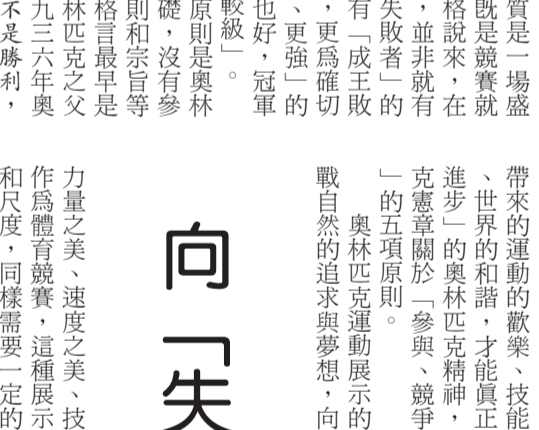 質是一場盛
既是競賽就
格說來，在
，並非就有
失敗者」的
有「成王敗
，更爲確切
、更強」的
也好，冠軍
較級」。
原則是奧林
礎，沒有參
則和宗旨等
格言最早是
林匹克之父
九三六年奧
不是勝利，
帶來的運動的歡樂、技能
、世界的和諧，才能眞正
進步」的奧林匹克精神，
克憲章關於「參與、競爭
」的五項原則。
奧林匹克運動展示的
戰自然的追求與夢想，向
向「失
力量之美、速度之美、技
作爲體育競賽，這種展示
和尺度，同樣需要一定的